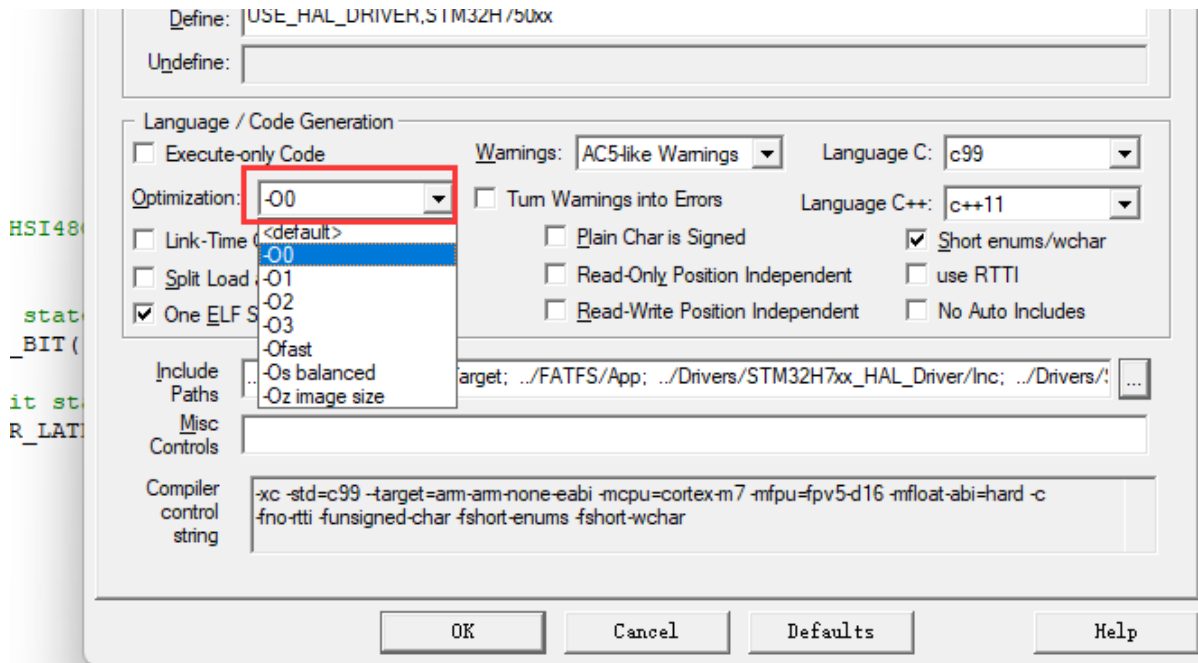 Define: USE_HAL_DRIVER,STM32H750xx
Undefine:
Language / Code Generation
Execute-only Code
Warnings: AC5-like Warnings
Language C: c99
Optimization: -O0
Turn Warnings into Errors
Language C++: c++11
HSI48
<default>
Link-Time
Plain Char is Signed
Short enums/wchar
-O0
Split Load
-O1
Read-Only Position Independent
use RTTI
-O2
state
One ELF S
-O3
Read-Write Position Independent
No Auto Includes
_BIT(
-Ofast
Include Paths
-Os balanced
arget; ../FATFS/App; ../Drivers/STM32H7xx_HAL_Driver/Inc; ../Drivers/
...
-Oz image size
it st
R_LAT
Misc Controls
Compiler control string
-xc -std=c99 --target=arm-arm-none-eabi -mcpu=cortex-m7 -mfpu=fpv5-d16 -mfloat-abi=hard -c
-fno-rtti -funsigned-char -fshort-enums -fshort-wchar
OK
Cancel
Defaults
Help